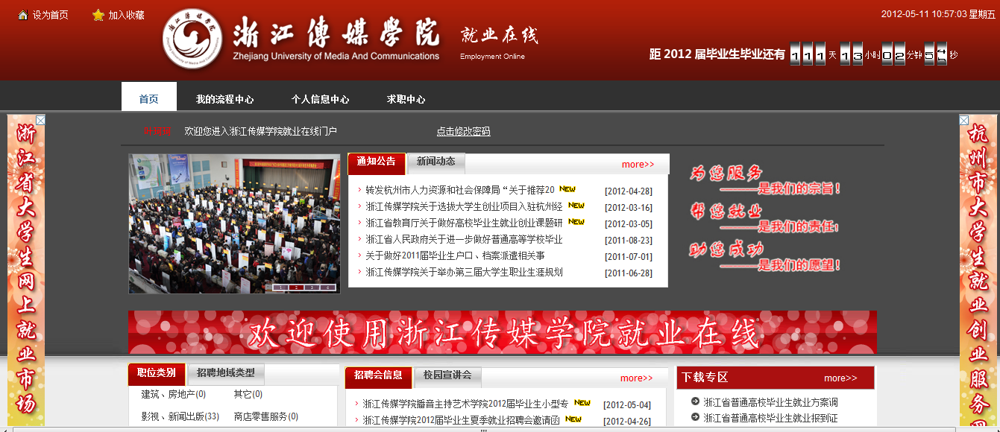 设为首页 加入收藏
2012-05-11 10:57:03 星期五
浙江傳媒學院
Zhejiang University of Media And Communications
就业在线
Employment Online
距 2012 届毕业生毕业还有 111 天 13 小时 02 分钟 秒
首页 我的流程中心 个人信息中心 求职中心
浙江省大学生网上就业市场
杭州市大学生就业创业服务
欢迎您进入浙江传媒学院就业在线门户 点击修改密码
1 2 3 4
通知公告 新闻动态 more>>
转发杭州市人力资源和社会保障局“关于推荐20 NEW [2012-04-28]
浙江传媒学院关于选拔大学生创业项目入驻杭州经 NEW [2012-03-16]
浙江省教育厅关于做好高校毕业生就业创业课题研 NEW [2012-03-05]
浙江省人民政府关于进一步做好普通高等学校毕业 [2011-08-23]
关于做好2011届毕业生户口、档案派遣相关事 [2011-07-01]
浙江传媒学院关于举办第三届大学生职业生涯规划 [2011-06-28]
为您服务
——是我们的宗旨！
帮您就业
——是我们的责任！
助您成功
——是我们的愿望！
欢迎使用浙江传媒学院就业在线
职位类别 招聘地域类型
建筑、房地产(0) 其它(0)
影视、新闻出版(33) 商店零售服务(0)
招聘会信息 校园宣讲会 more>>
浙江传媒学院播音主持艺术学院2012届毕业生小型专 NEW [2012-05-04]
浙江传媒学院2012届毕业生夏季就业招聘会邀请函 NEW [2012-04-26]
下载专区 more>>
浙江省普通高校毕业生就业方案调
浙江省普通高校毕业生就业报到证